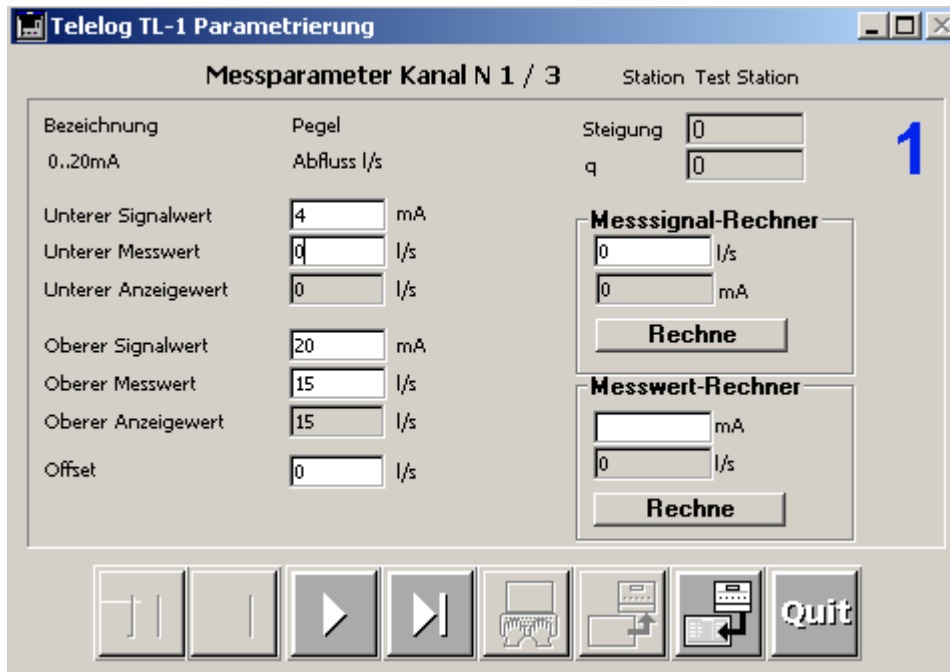 Telelog TL-1 Parametrierung
Messparameter Kanal N 1 / 3 Station Test Station
Bezeichnung Pegel
0..20mA Abfluss l/s
Steigung 0
q 0
1
Unterer Signalwert 4 mA
Unterer Messwert 0 l/s
Unterer Anzeigewert 0 l/s
Oberer Signalwert 20 mA
Oberer Messwert 15 l/s
Oberer Anzeigewert 15 l/s
Offset 0 l/s
Messsignal-Rechner
0 l/s
0 mA
Rechne
Messwert-Rechner
mA
0 l/s
Rechne
Quit